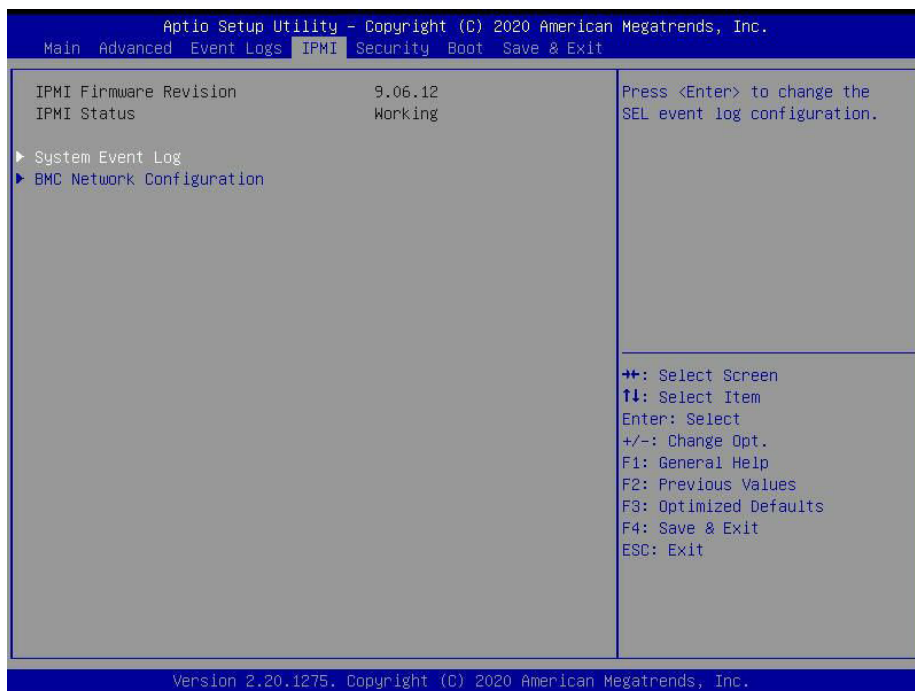 Aptio Setup Utility – Copyright (C) 2020 American Megatrends, Inc.
Main Advanced Event Logs IPMI Security Boot Save & Exit
IPMI Firmware Revision 9.06.12
IPMI Status Working
System Event Log
BMC Network Configuration
Press <Enter> to change the
SEL event log configuration.
→←: Select Screen
↑↓: Select Item
Enter: Select
+/-: Change Opt.
F1: General Help
F2: Previous Values
F3: Optimized Defaults
F4: Save & Exit
ESC: Exit
Version 2.20.1275. Copyright (C) 2020 American Megatrends, Inc.